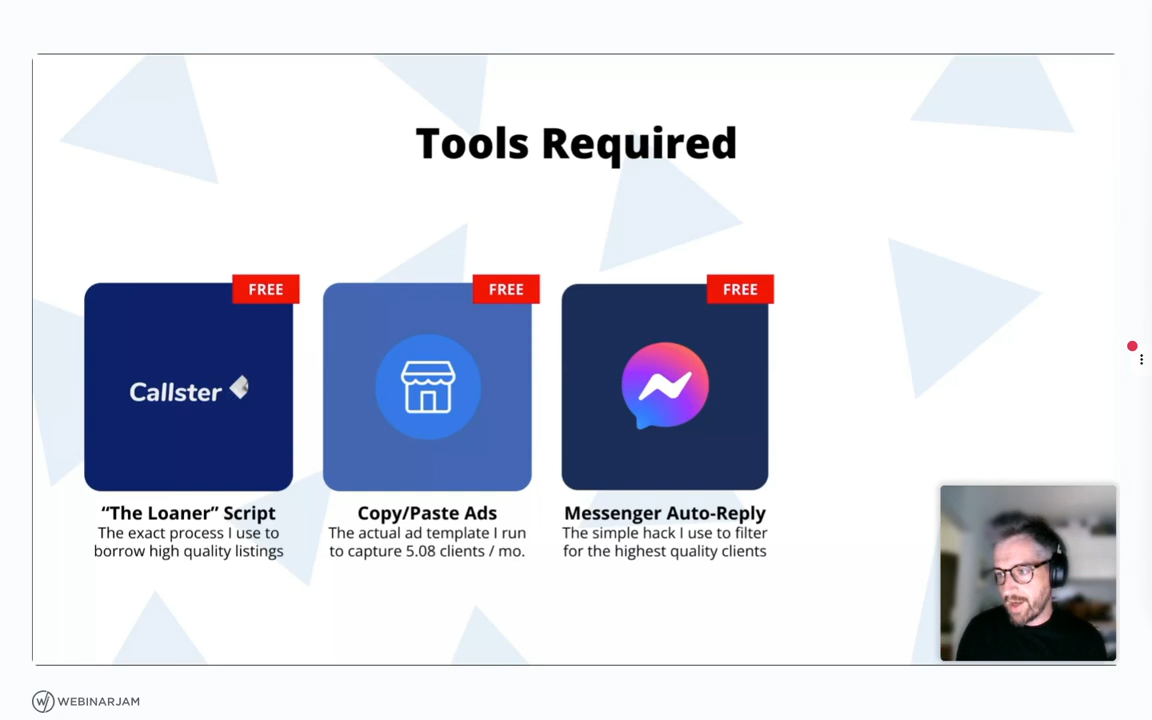 Tools Required
FREE
FREE
FREE
Callster
“The Loaner” Script
The exact process I use to
borrow high quality listings
Copy/Paste Ads
The actual ad template I run
to capture 5.08 clients / mo.
Messenger Auto-Reply
The simple hack I use to filter
for the highest quality clients
WEBINARJAM